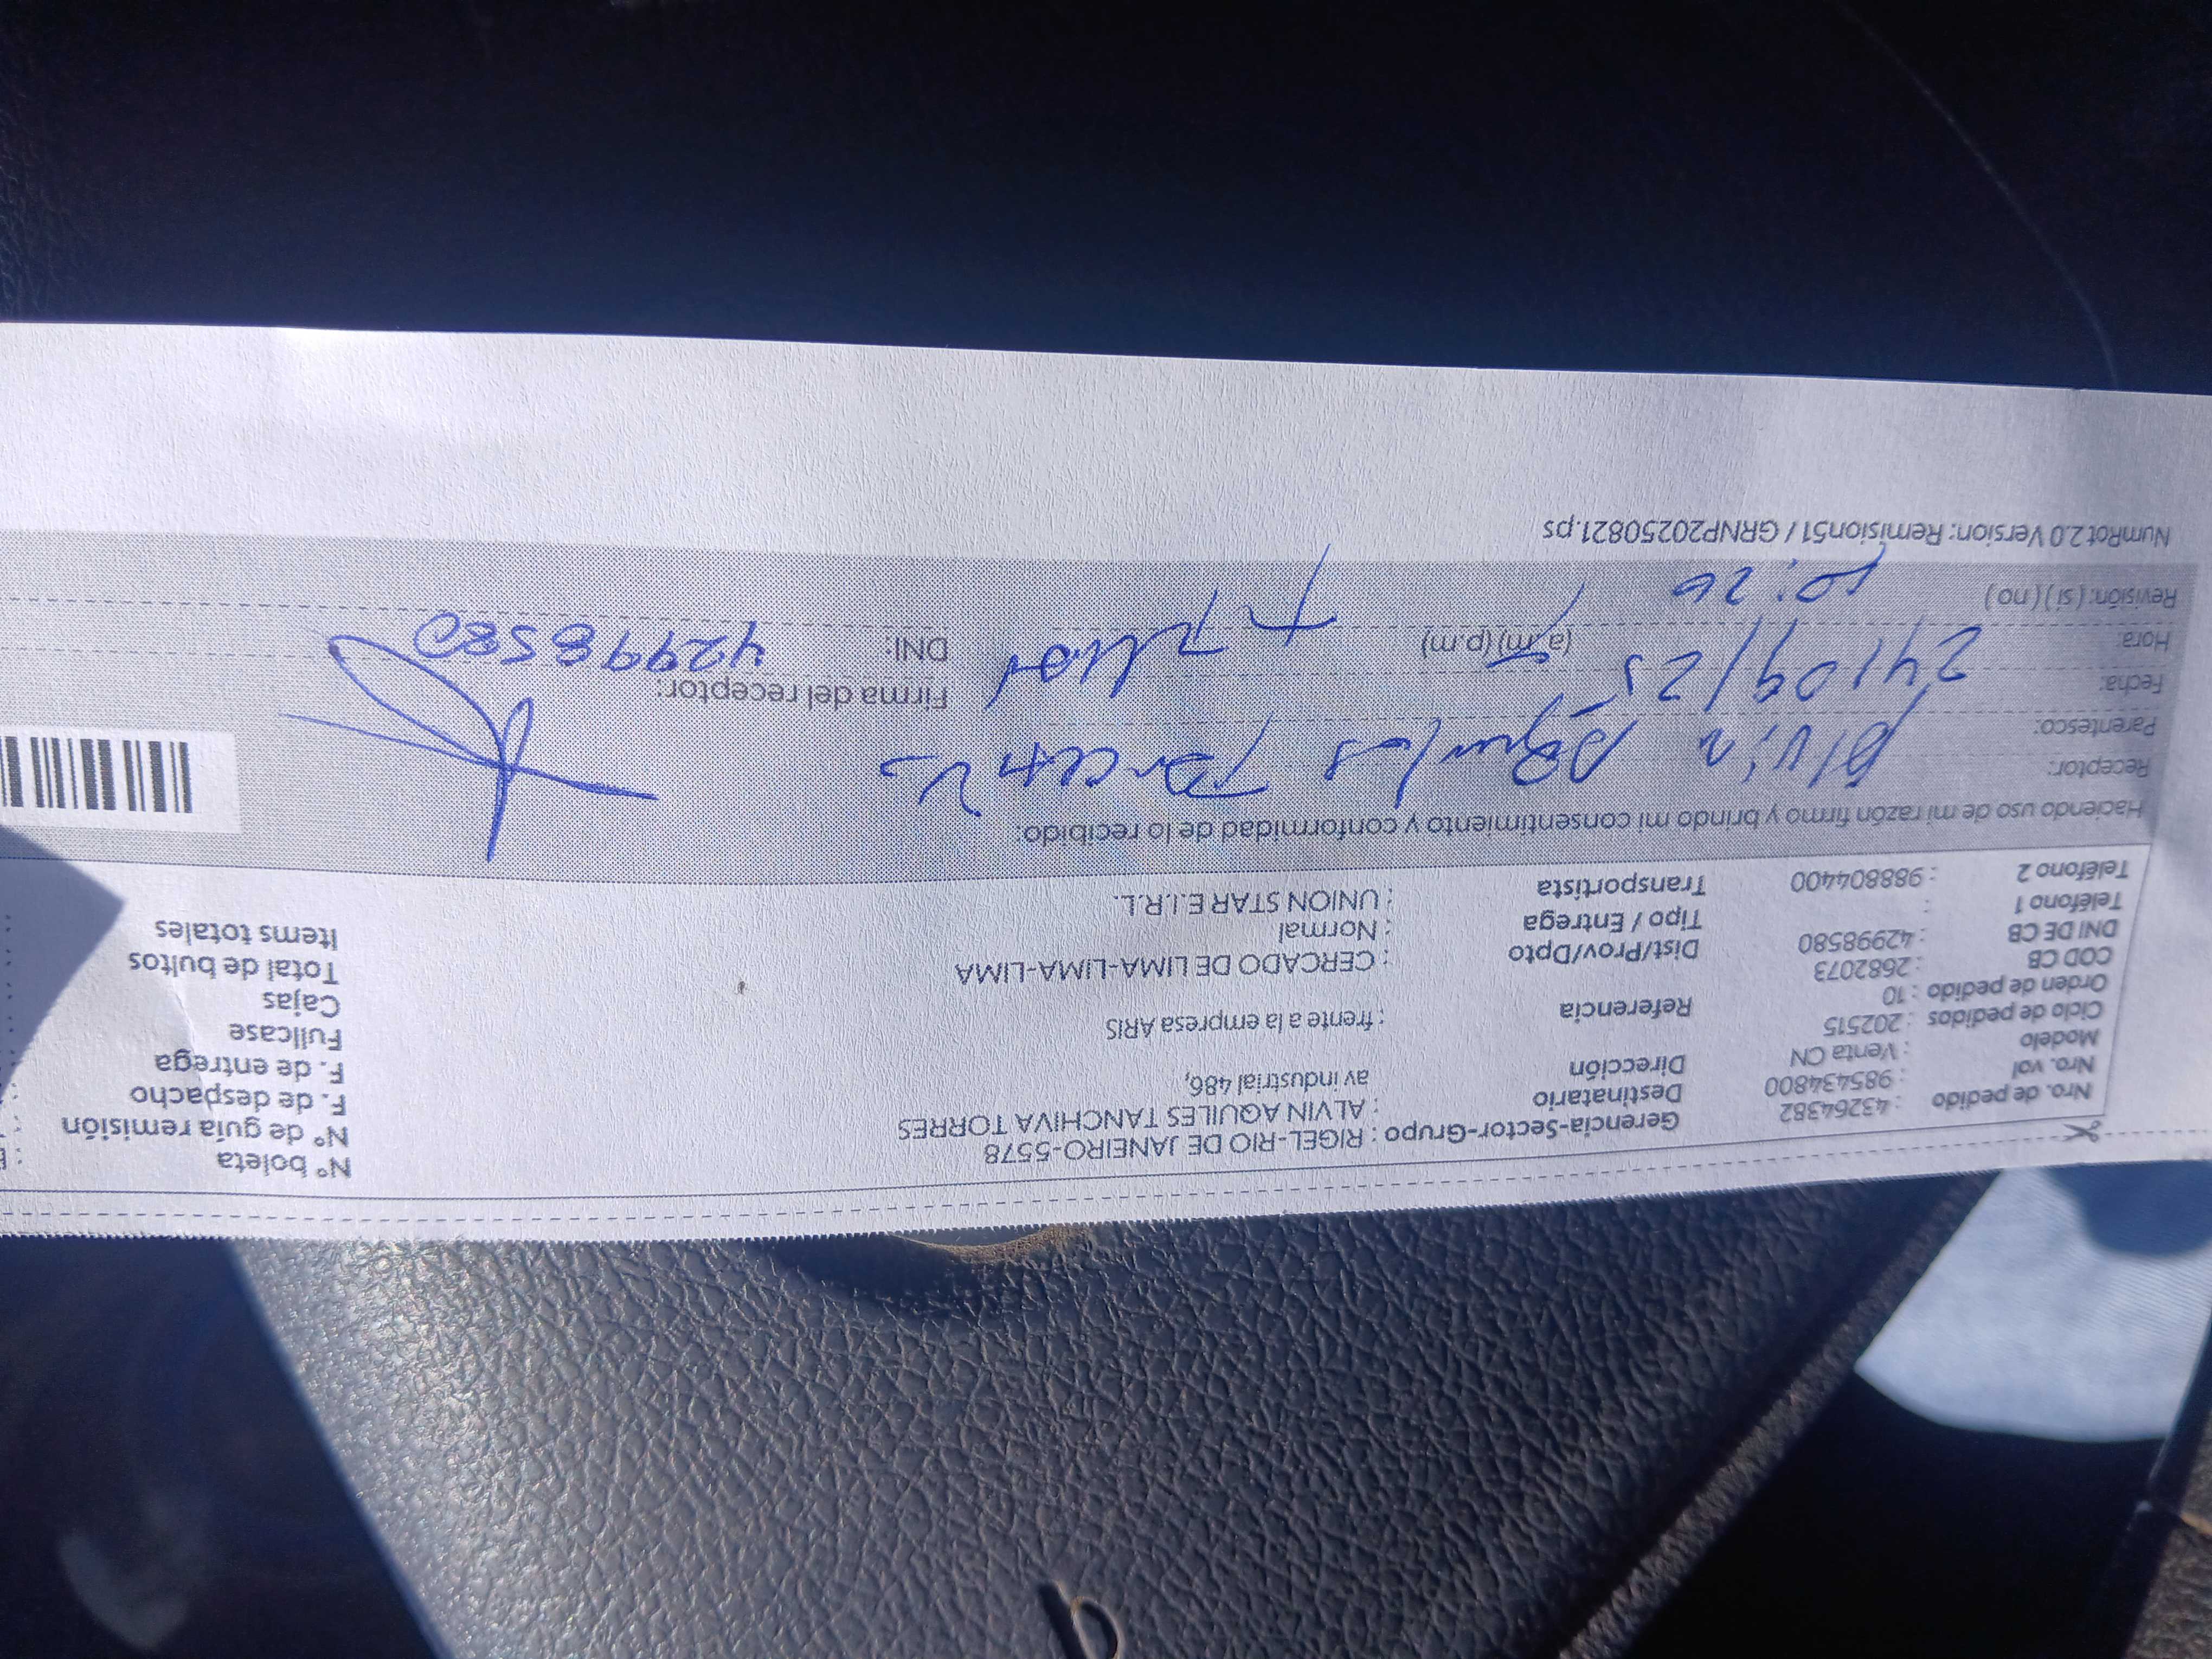 Nro. de pedido : 43264382
Nro. vol : 985434800
Modelo : Venta CN
Ciclo de pedidos : 202515
Orden de pedido : 10
COD CB : 2682073
DNI DE CB : 42998580
Teléfono 1 :
Teléfono 2 : 988804400
Gerencia-Sector-Grupo : RIGEL-RIO DE JANEIRO-5578
Destinatario : ALVIN AQUILES TANCHIVA TORRES
Dirección av industrial 486,
Referencia : frente a la empresa ARIS
Dist/Prov/Dpto : CERCADO DE LIMA-LIMA-LIMA
Tipo / Entrega : Normal
Transportista : UNION STAR E.I.R.L.
N° boleta :
N° de guía remisión :
F. de despacho :
F. de entrega :
Fullcase
Cajas
Total de bultos
Items totales
Haciendo uso de mi razón firmo y brindo mi consentimiento y conformidad de lo recibido:
Receptor: Alvin
Parentesco:
Fecha: 24/09/25
Hora: (a.m) (p.m)
Revisión: ( si ) ( no ) 10:26
Firma del receptor:
DNI: 42998580
NumRot 2.0 Version: Remision51 / GRNP20250821.ps